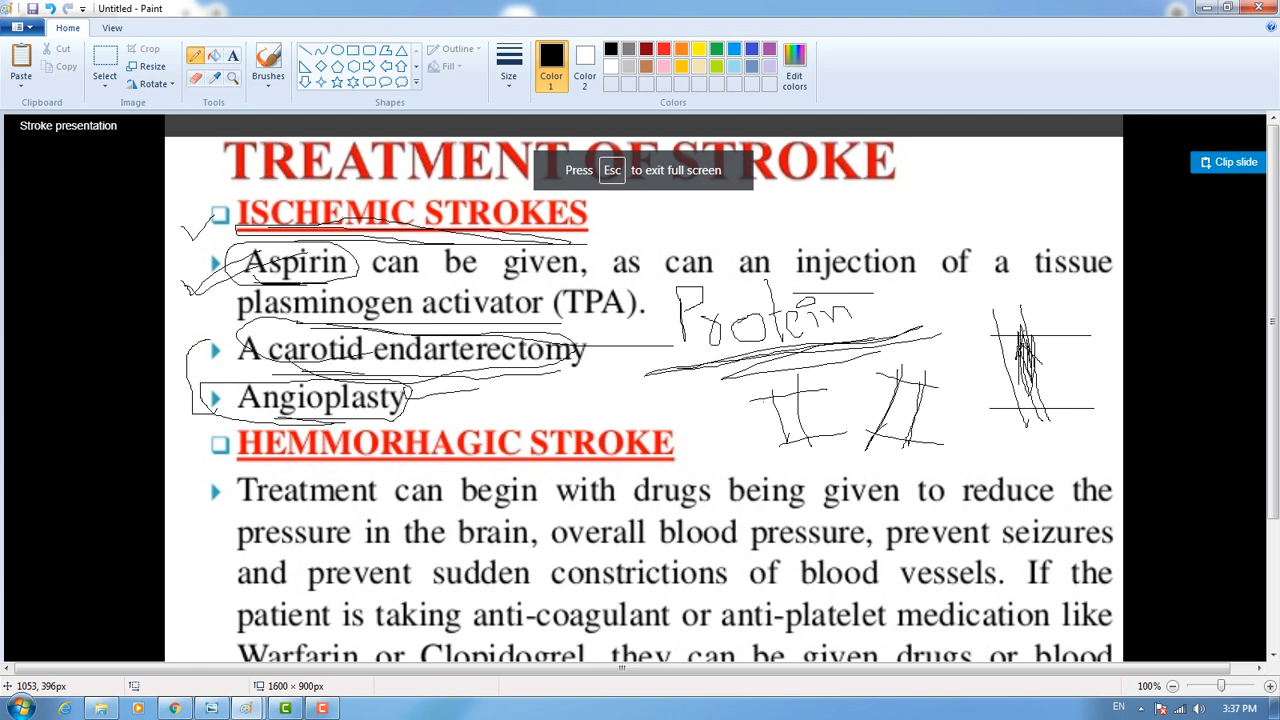 Untitled - Paint
Home View
Paste
Cut
Copy
Clipboard
Select
Crop
Resize
Rotate
Image
Tools
Brushes
Shapes
Outline
Fill
Size
Color 1
Color 2
Edit colors
Colors
Stroke presentation
Press Esc to exit full screen
Clip slide
TREATMENT OF STROKE
ISCHEMIC STROKES
Aspirin can be given, as can an injection of a tissue
plasminogen activator (TPA).
Protein
A carotid endarterectomy
Angioplasty
HEMMORHAGIC STROKE
Treatment can begin with drugs being given to reduce the
pressure in the brain, overall blood pressure, prevent seizures
and prevent sudden constrictions of blood vessels. If the
patient is taking anti-coagulant or anti-platelet medication like
Warfarin or Clopidogrel, they can be given drugs or blood
1053, 396px
1600 × 900px
100%
EN
3:37 PM